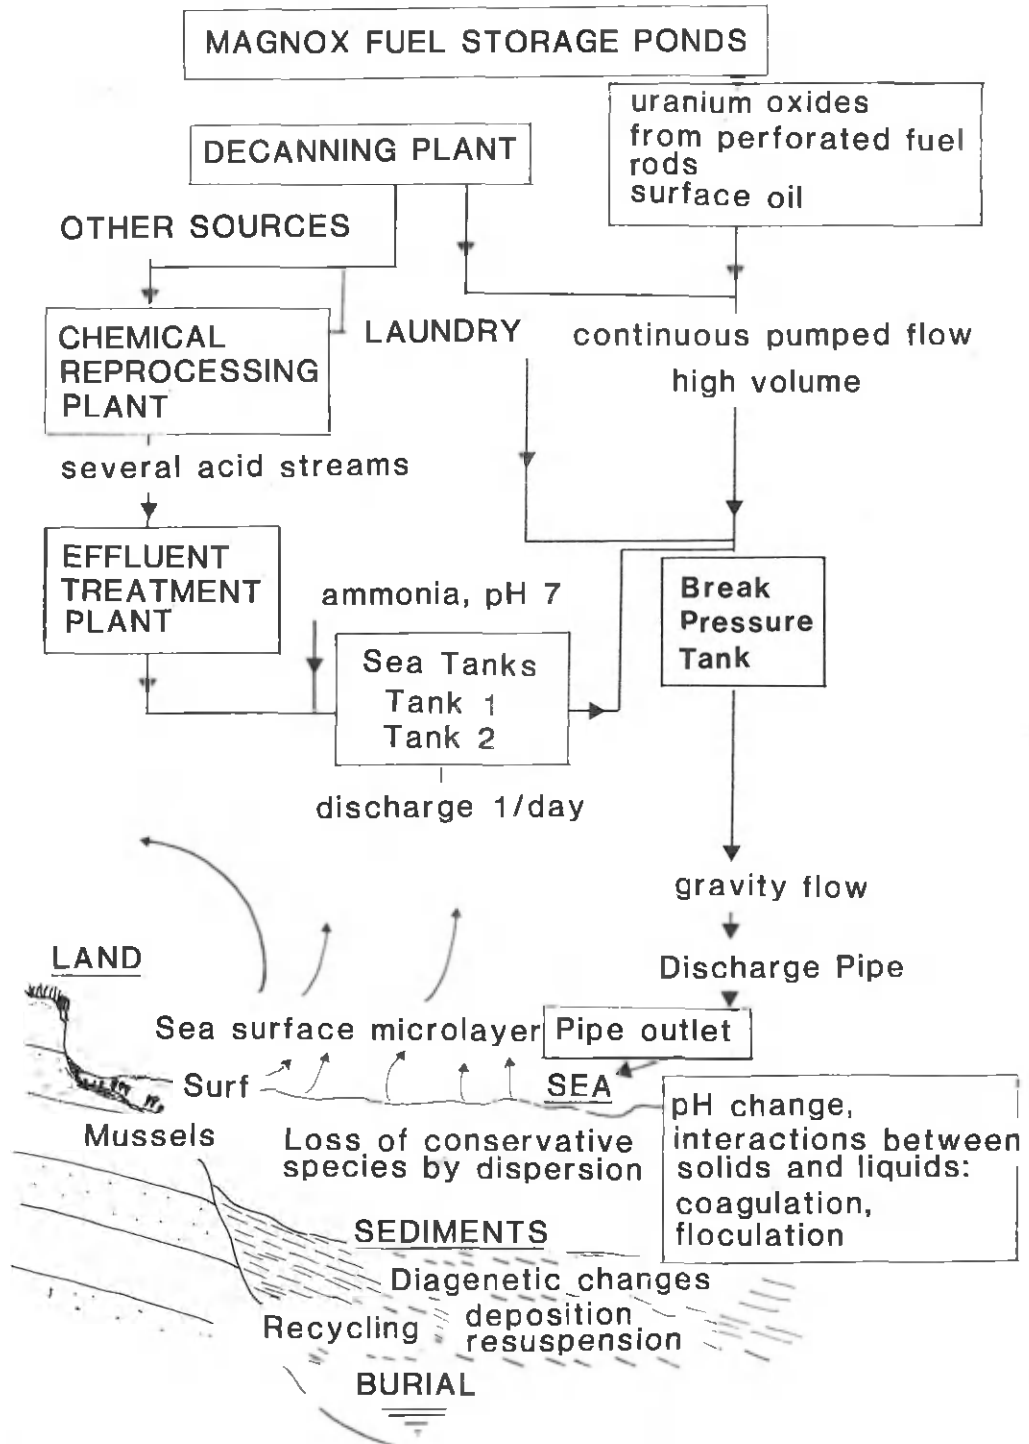 MAGNOX FUEL STORAGE PONDS
uranium oxides
from perforated fuel
rods
surface oil
DECANNING PLANT
OTHER SOURCES
CHEMICAL
REPROCESSING
PLANT
LAUNDRY
continuous pumped flow
high volume
several acid streams
EFFLUENT
TREATMENT
PLANT
ammonia, pH 7
Sea Tanks
Tank 1
Tank 2
Break
Pressure
Tank
discharge 1/day
gravity flow
LAND
Discharge Pipe
Sea surface microlayer
Pipe outlet
Surf
SEA
pH change,
interactions between
solids and liquids:
coagulation,
floculation
Mussels
Loss of conservative
species by dispersion
SEDIMENTS
Diagenetic changes
Recycling
deposition
resuspension
BURIAL